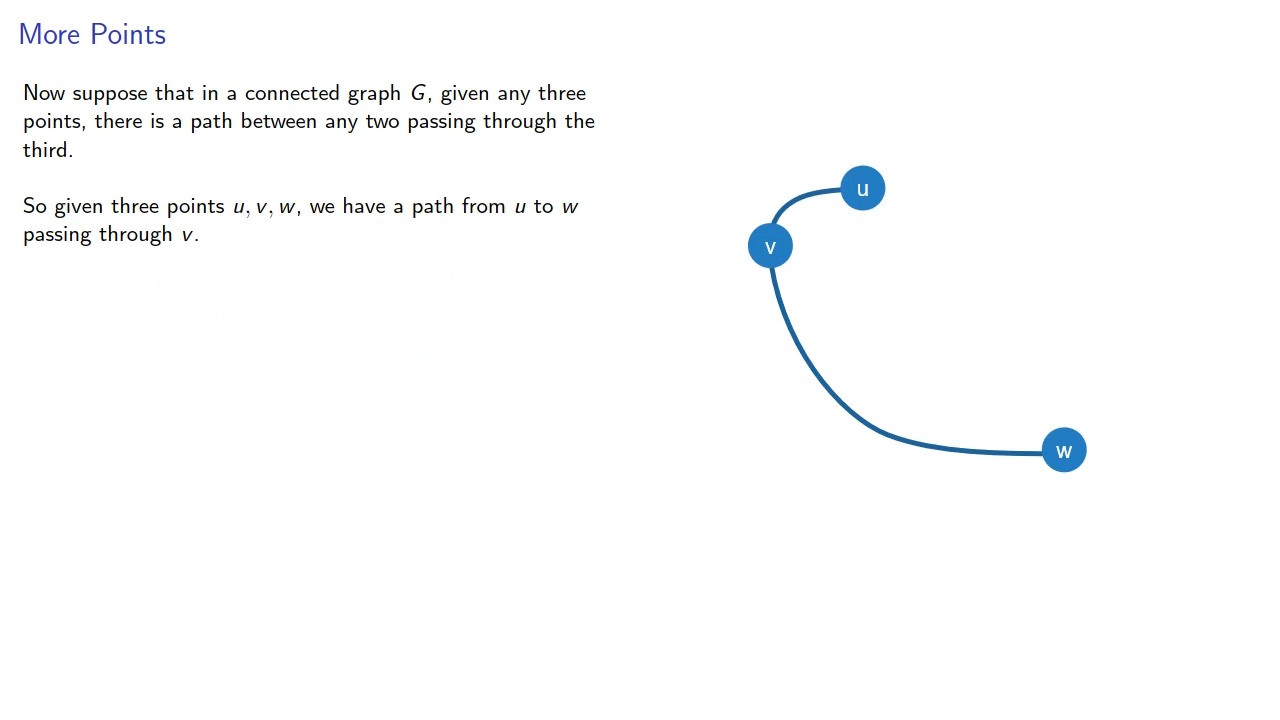 More Points
Now suppose that in a connected graph G, given any three
points, there is a path between any two passing through the
third.
So given three points u, v, w, we have a path from u to w
passing through v.
u
v
w